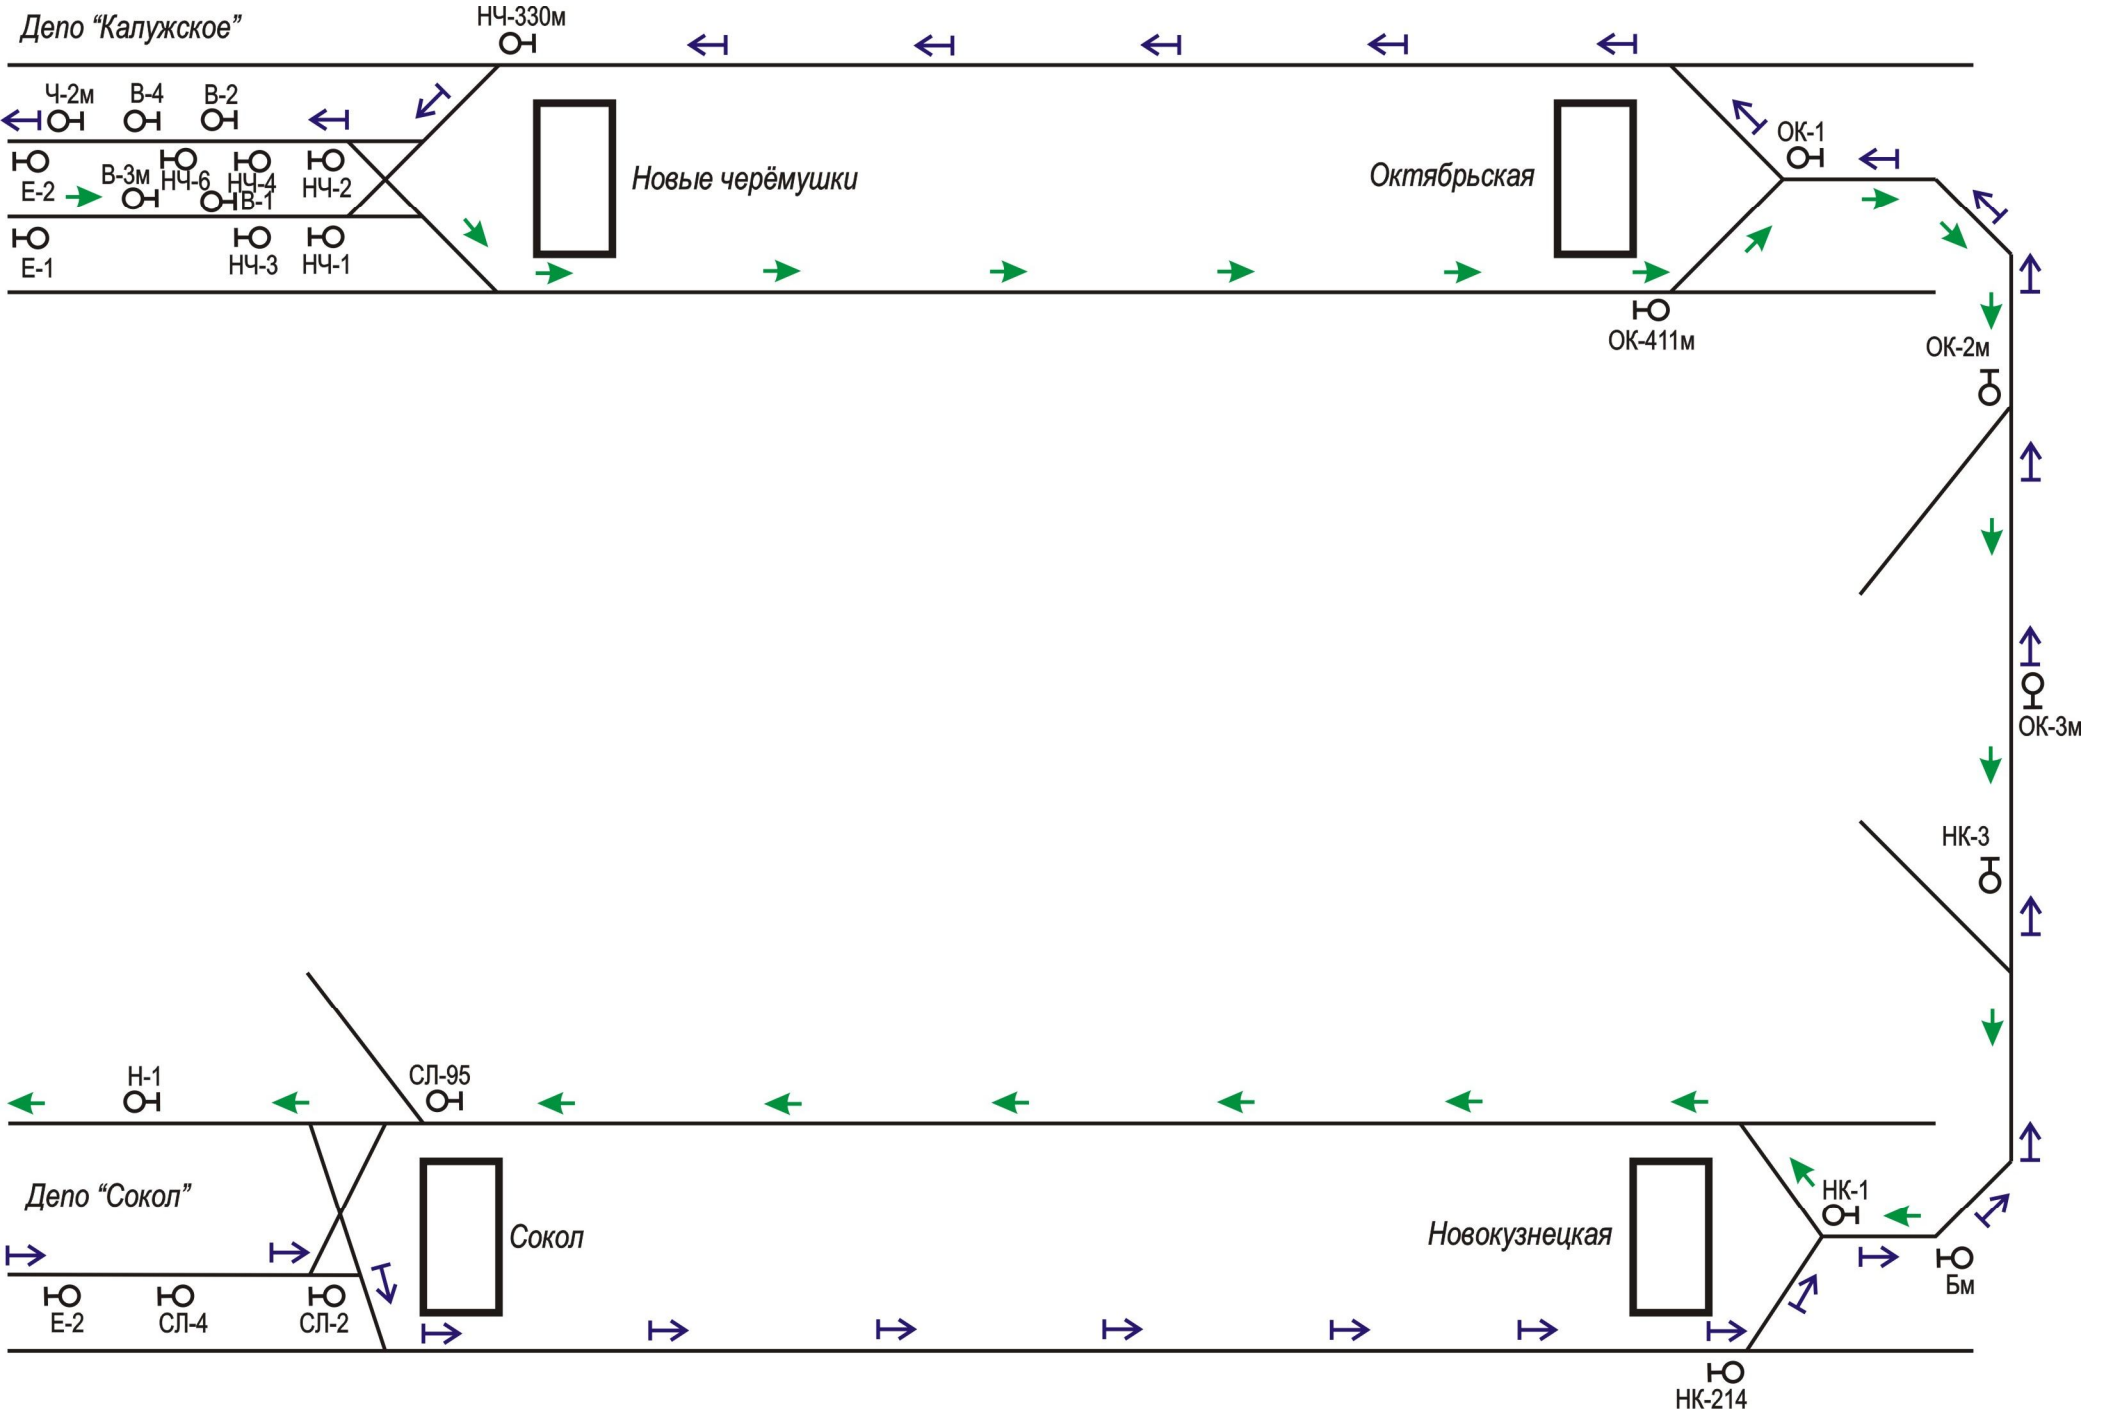 Депо “Калужское”
НЧ-330м
Ч-2м
В-4
В-2
Е-2
В-3м
НЧ-6
НЧ-4
В-1
НЧ-2
Е-1
НЧ-3
НЧ-1
Новые черёмушки
Октябрьская
ОК-1
ОК-411м
ОК-2м
ОК-3м
НК-3
Н-1
СЛ-95
Депо “Сокол”
Сокол
Новокузнецкая
НК-1
Бм
Е-2
СЛ-4
СЛ-2
НК-214